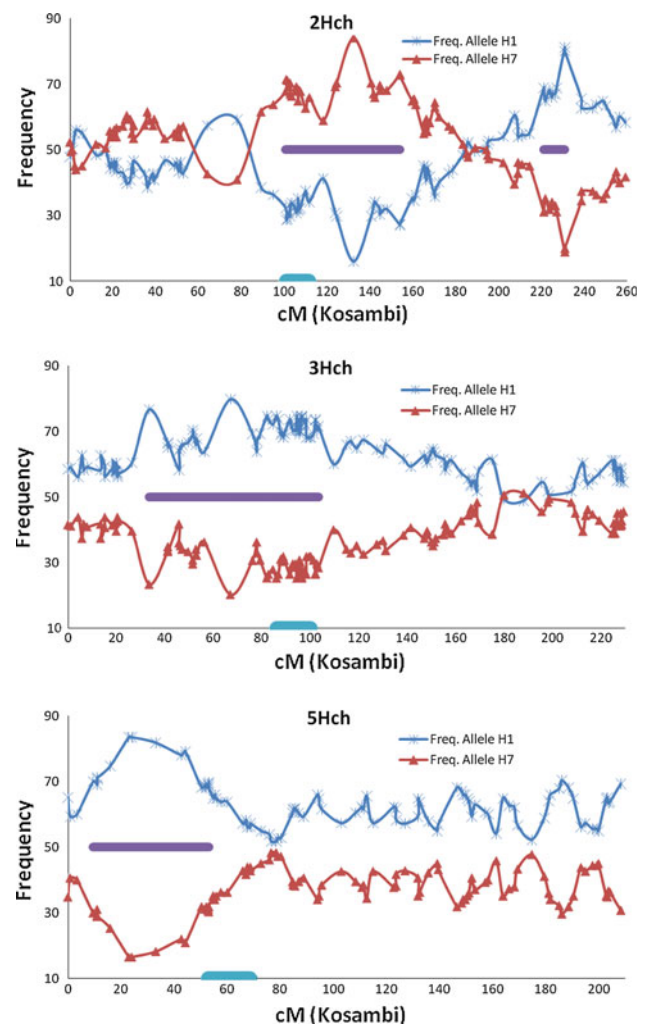 2Hch
Freq. Allele H1
Freq. Allele H7
Frequency
90
70
50
30
10
0 20 40 60 80 100 120 140 160 180 200 220 240 260
cM (Kosambi)
3Hch
Freq. Allele H1
Freq. Allele H7
Frequency
90
70
50
30
10
0 20 40 60 80 100 120 140 160 180 200 220
cM (Kosambi)
5Hch
Freq. Allele H1
Freq. Allele H7
Frequency
90
70
50
30
10
0 20 40 60 80 100 120 140 160 180 200
cM (Kosambi)